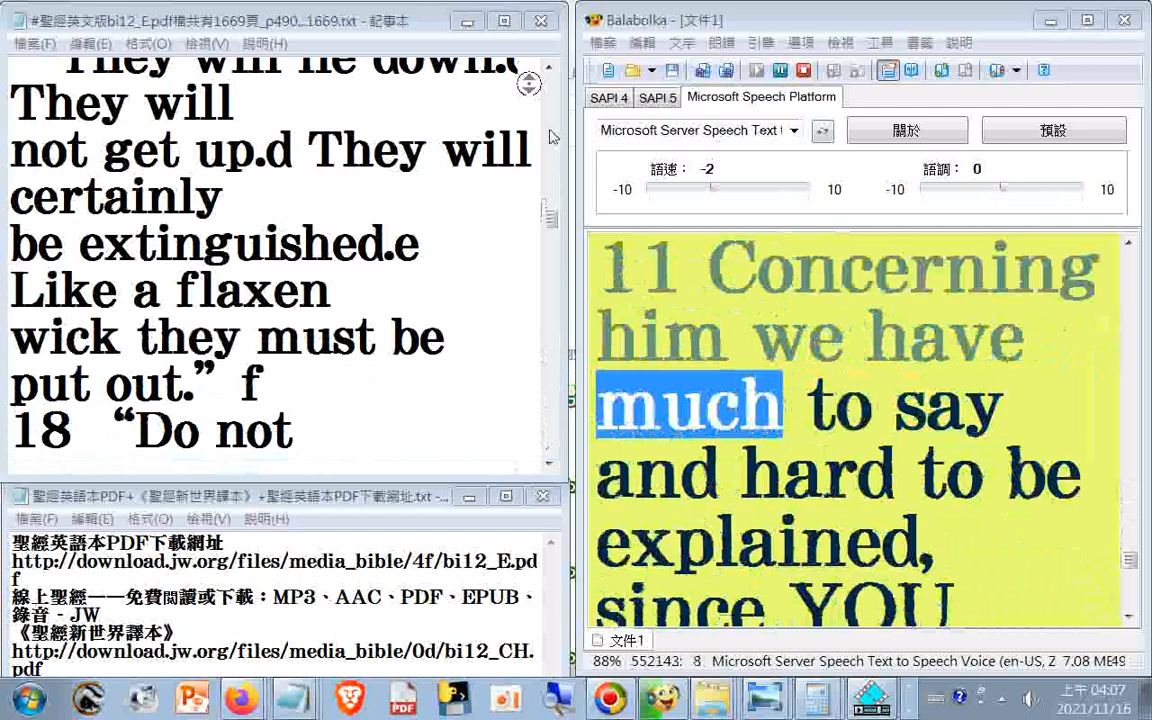 #聖經英文版bi12_E.pdf檔共有1669頁_p490,..1669.txt - 記事本
檔案(F) 編輯(E) 格式(O) 檢視(V) 說明(H)
They will lie down.c
They will
not get up.d They will
certainly
be extinguished.e
Like a flaxen
wick they must be
put out.” f
18 “Do not
聖經英語本PDF+《聖經新世界譯本》+聖經英語本PDF下載網址.txt -...
檔案(F) 編輯(E) 格式(O) 檢視(V) 說明(H)
聖經英語本PDF下載網址
http://download.jw.org/files/media_bible/4f/bi12_E.pd
f
線上聖經——免費閱讀或下載：MP3、AAC、PDF、EPUB、
錄音 - JW
《聖經新世界譯本》
http://download.jw.org/files/media_bible/0d/bi12_CH.
pdf
Balabolka - [文件1]
檔案 編輯 文字 朗讀 引擎 選項 檢視 工具 書籤 說明
SAPI 4 SAPI 5 Microsoft Speech Platform
Microsoft Server Speech Text 關於 預設
語速： -2 語調： 0
-10 10 -10 10
11 Concerning
him we have
much to say
and hard to be
explained,
since YOU
文件1
88% 552143: 8 Microsoft Server Speech Text to Speech Voice (en-US, Z 7.08 ME
上午 04:07
2021/11/16